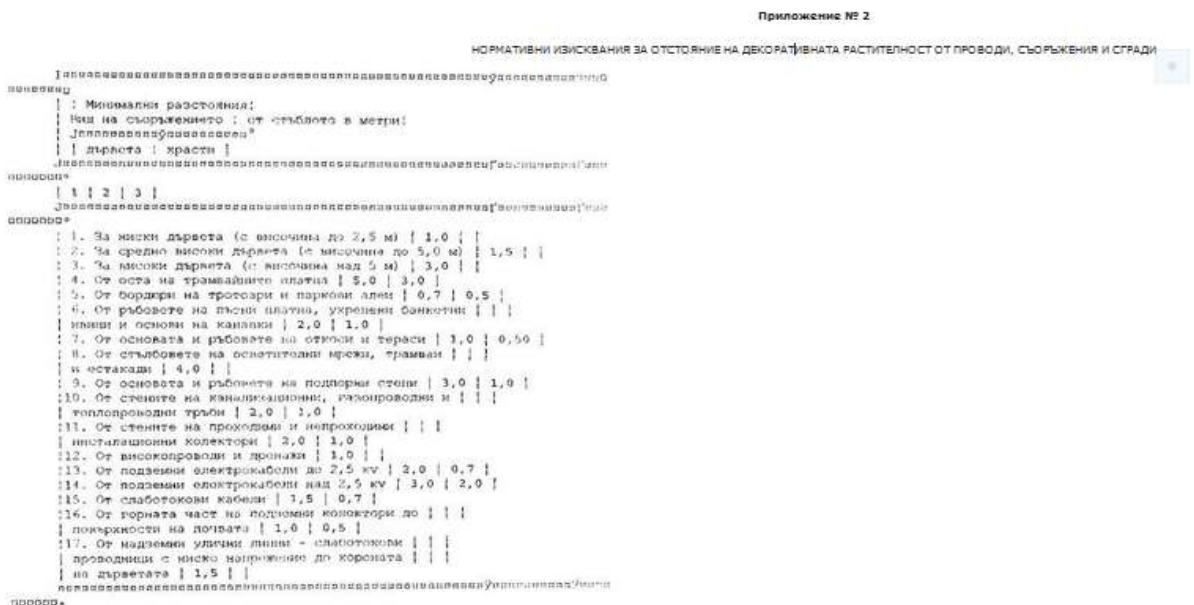 Приложение № 2
НОРМАТИВНИ ИЗИСКВАНИЯ ЗА ОТСТОЯНИЕ НА ДЕКОРАТИВНАТА РАСТИТЕЛНОСТ ОТ ПРОВОДИ, СЪОРЪЖЕНИЯ И СГРАДИ
| ¦ Минимални разстояния¦
| Вид на съоръжението ¦ от стъблото в метри¦
| | дървета ¦ храсти |
| 1 ¦ 2 | 3 ¦
¦ 1. За ниски дървета (с височина до 2,5 м) ¦ 1,0 ¦ ¦
¦ 2. За средно високи дървета (с височина до 5,0 м) ¦ 1,5 ¦ ¦
¦ 3. За високи дървета (с височина над 5 м) ¦ 3,0 ¦ ¦
¦ 4. От оста на трамвайните платна ¦ 5,0 ¦ 3,0 ¦
¦ 5. От бордюри на тротоари и паркови алеи ¦ 0,7 ¦ 0,5 ¦
¦ 6. От ръбовете на пътни платна, укрепени банкетни ¦ ¦ ¦
| ивици и основи на канавки ¦ 2,0 ¦ 1,0 ¦
¦ 7. От основата и ръбовете на откоси и тераси ¦ 1,0 ¦ 0,50 ¦
¦ 8. От стълбовете на осветителни мрежи, трамваи ¦ ¦ ¦
| и естакади ¦ 4,0 ¦ ¦
¦ 9. От основата и ръбовете на подпорни стени ¦ 3,0 ¦ 1,0 ¦
¦10. От стените на канализационни, газопроводни и ¦ ¦ ¦
| топлопроводни тръби ¦ 2,0 ¦ 1,0 ¦
¦11. От стените на проходими и непроходими ¦ ¦ ¦
| инсталационни колектори ¦ 2,0 ¦ 1,0 ¦
¦12. От високопроводи и дренажи ¦ 1,0 ¦ ¦
¦13. От подземни електрокабели до 2,5 kv ¦ 2,0 ¦ 0,7 ¦
¦14. От подземни електрокабели над 2,5 kv ¦ 3,0 ¦ 2,0 ¦
¦15. От слаботокови кабели ¦ 1,5 ¦ 0,7 ¦
¦16. От горната част на подземни колектори до ¦ ¦ ¦
| повърхности на почвата ¦ 1,0 ¦ 0,5 ¦
¦17. От надземни улични линии - слаботокови ¦ ¦ ¦
| проводници с ниско напрежение до короната ¦ ¦ ¦
| на дърветата ¦ 1,5 ¦ ¦